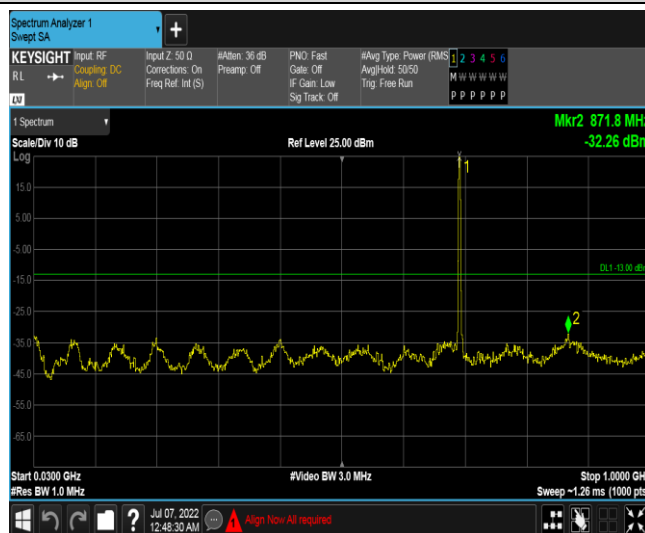 Spectrum Analyzer 1
Swept SA
+
KEYSIGHT
RL
LXI
Input: RF
Coupling: DC
Align: Off
Input Z: 50 Ω
Corrections: On
Freq Ref: Int (S)
#Atten: 36 dB
Preamp: Off
PNO: Fast
Gate: Off
IF Gain: Low
Sig Track: Off
#Avg Type: Power (RMS
Avg|Hold: 50/50
Trig: Free Run
1 2 3 4 5 6
M W W W W W
P P P P P P
1 Spectrum
Scale/Div 10 dB
Ref Level 25.00 dBm
Mkr2 871.8 MHz
-32.26 dBm
Log
15.0
5.00
-5.00
-15.0
-25.0
-35.0
-45.0
-55.0
-65.0
1
DL1 -13.00 dBm
2
Start 0.0300 GHz
#Res BW 1.0 MHz
#Video BW 3.0 MHz
Stop 1.0000 GH
Sweep ~1.26 ms (1000 pts
?
Jul 07, 2022
12:48:30 AM
Align Now All required